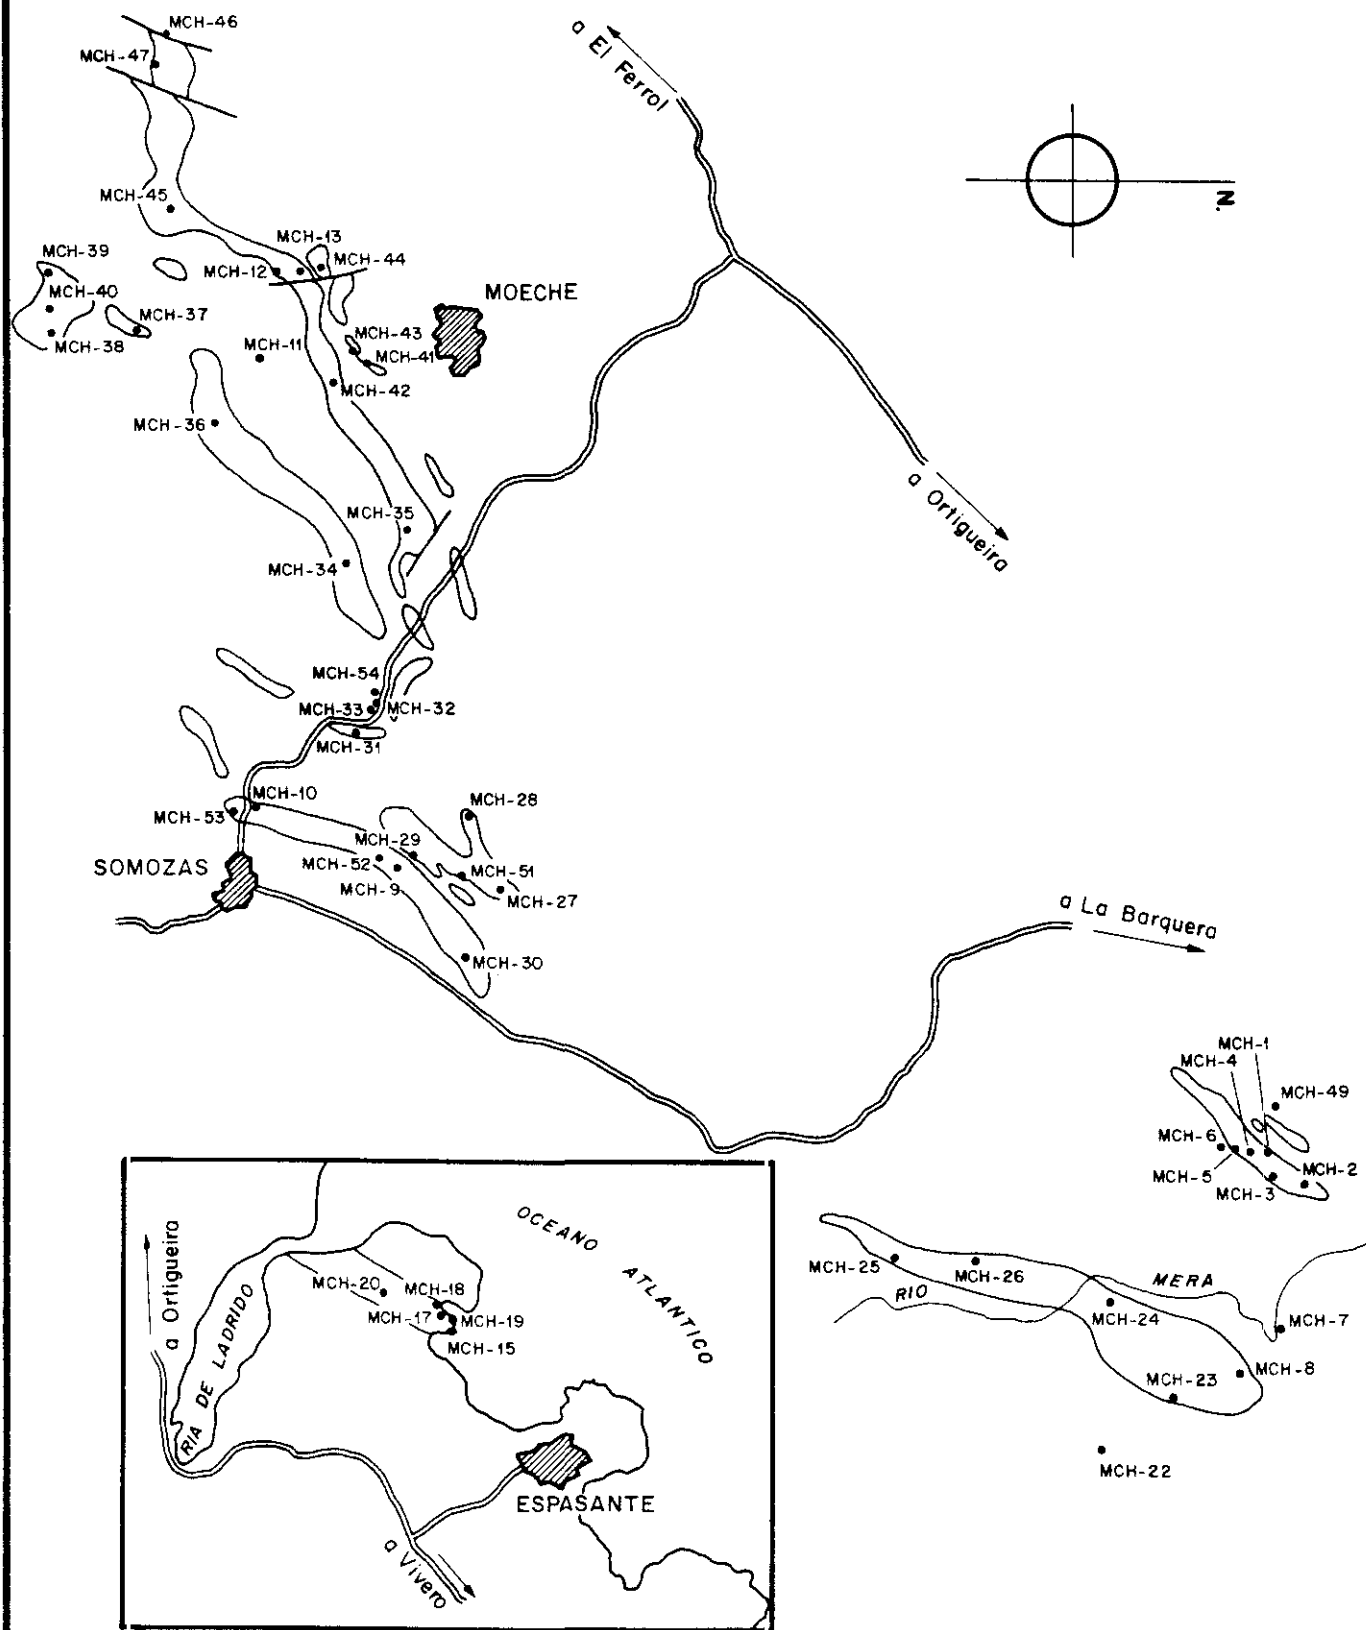 MCH-46
MCH-47
a El Ferrol
N.
MCH-45
MCH-13
MCH-39
MCH-12
MCH-44
MCH-40
MOECHE
MCH-37
MCH-43
MCH-38
MCH-11
MCH-41
MCH-42
MCH-36
a Ortigueira
MCH-35
MCH-34
MCH-54
MCH-33
MCH-32
MCH-31
MCH-10
MCH-28
MCH-53
MCH-29
SOMOZAS
MCH-52
MCH-51
MCH-9
MCH-27
a La Barquera
MCH-30
MCH-1
MCH-4
MCH-49
MCH-6
MCH-2
MCH-5
MCH-3
MCH-25
MCH-26
RIO
MERA
MCH-24
MCH-7
MCH-8
MCH-23
MCH-22
OCEANO ATLANTICO
a Ortigueira
RIA DE LADRIDO
MCH-20
MCH-18
MCH-17
MCH-19
MCH-15
ESPASANTE
a Vivero